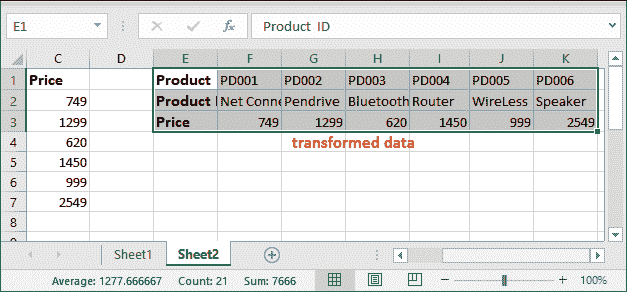 E1 Product ID
C D E F G H I J K
1 Price Product PD001 PD002 PD003 PD004 PD005 PD006
2 749 Product Net Conne Pendrive Bluetooth Router WireLess Speaker
3 1299 Price 749 1299 620 1450 999 2549
4 620 transformed data
5 1450
6 999
7 2549
8
Sheet1 Sheet2
Average: 1277.666667 Count: 21 Sum: 7666 100%